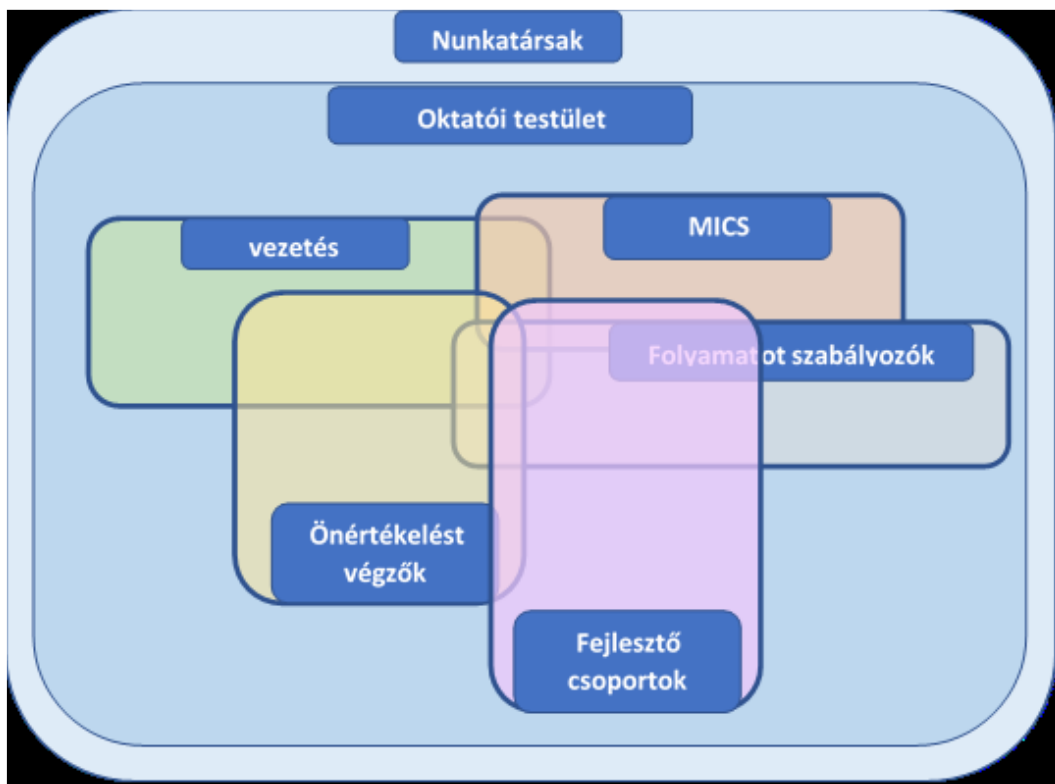 Nunkatársak
Oktatói testület
vezetés
MICS
Folyamatot szabályozók
Önértékelést
végzők
Fejlesztő
csoportok